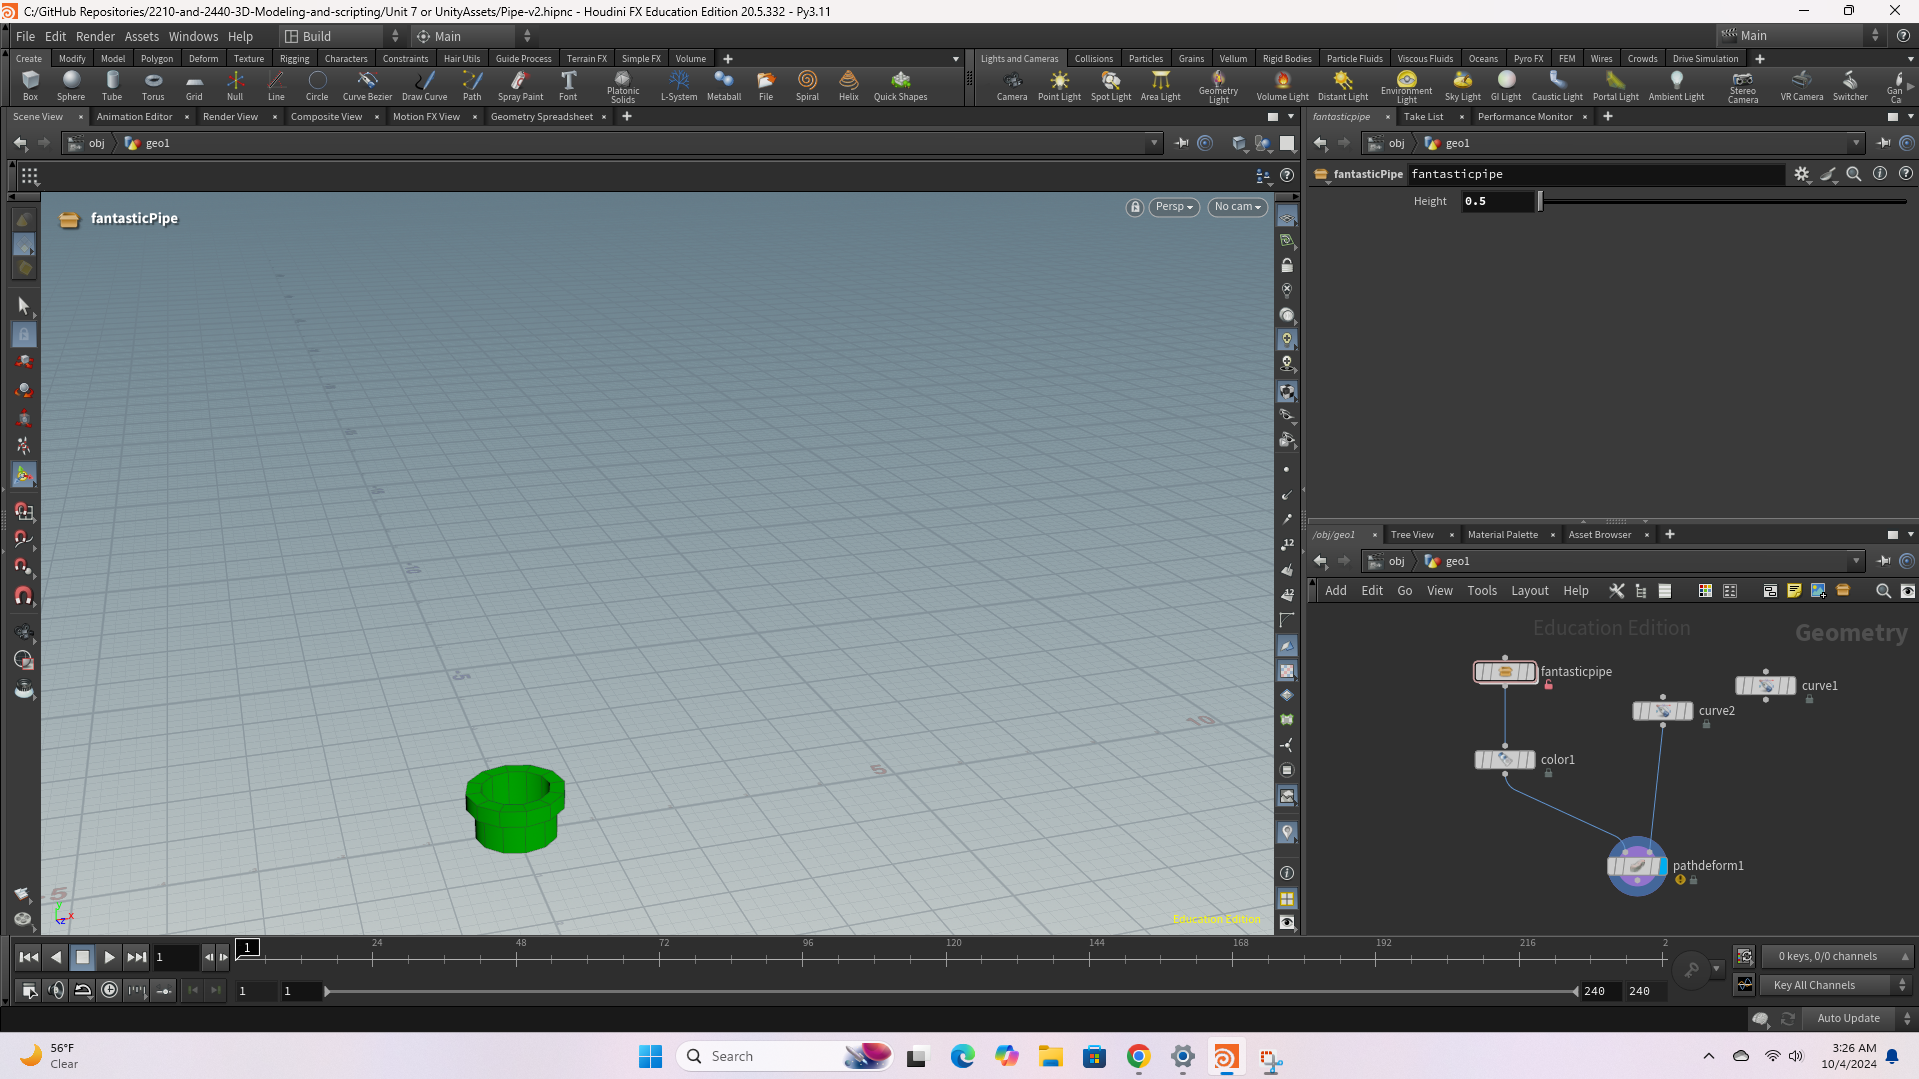 C:/GitHub Repositories/2210-and-2440-3D-Modeling-and-scripting/Unit 7 or UnityAssets/Pipe-v2.hipnc - Houdini FX Education Edition 20.5.332 - Py3.11
File Edit Render Assets Windows Help Build Main Main
Create Modify Model Polygon Deform Texture Rigging Characters Constraints Hair Utils Guide Process Terrain FX Simple FX Volume
Lights and Cameras Collisions Particles Grains Vellum Rigid Bodies Particle Fluids Viscous Fluids Oceans Pyro FX FEM Wires Crowds Drive Simulation
Box Sphere Tube Torus Grid Null Line Circle Curve Bezier Draw Curve Path Spray Paint Font Platonic Solids L-System Metaball File Spiral Helix Quick Shapes
Camera Point Light Spot Light Area Light Geometry Light Volume Light Distant Light Environment Light Sky Light GI Light Caustic Light Portal Light Ambient Light Stereo Camera VR Camera Switcher Gan Ca
Scene View Animation Editor Render View Composite View Motion FX View Geometry Spreadsheet
fantasticpipe Take List Performance Monitor
obj geo1
obj geo1
fantasticPipe fantasticpipe
Height 0.5
fantasticPipe
Persp No cam
10
5
5
Education Edition
/obj/geo1 Tree View Material Palette Asset Browser
obj geo1
Add Edit Go View Tools Layout Help
Education Edition Geometry
fantasticpipe
curve1
curve2
color1
pathdeform1
1 1 24 48 72 96 120 144 168 192 216 2
0 keys, 0/0 channels
1 1 240 240
Key All Channels
Auto Update
56°F
Clear
Search
3:26 AM
10/4/2024